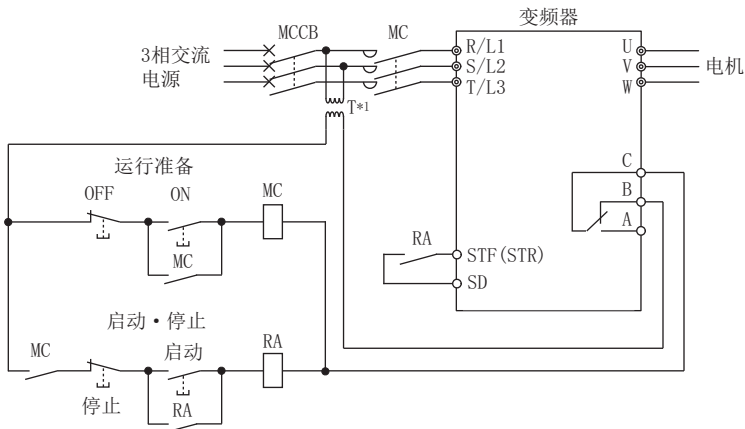 变频器
MCCB
MC
3相交流
电源
R/L1
S/L2
T/L3
U
V
W
电机
T*1
运行准备
OFF
ON
MC
MC
C
B
A
RA
STF(STR)
SD
启动·停止
MC
启动
RA
停止
RA